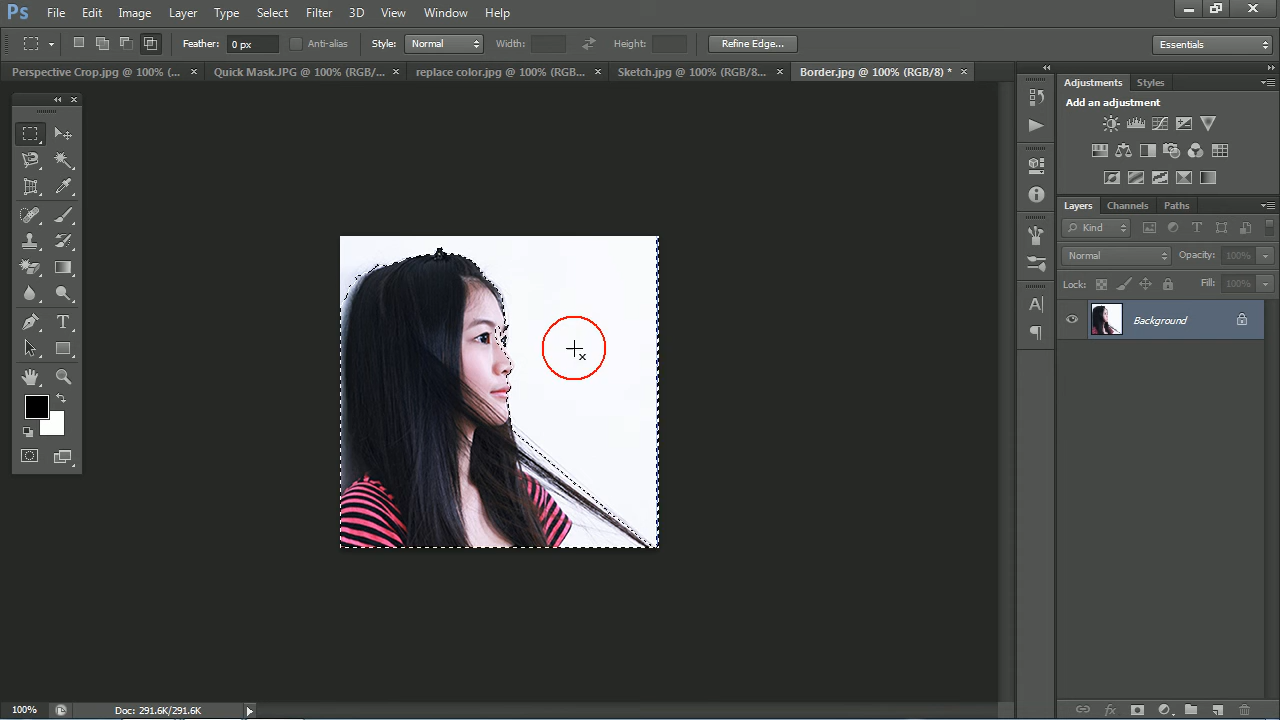 Ps File Edit Image Layer Type Select Filter 3D View Window Help
Feather: 0 px Anti-alias Style: Normal Width: Height: Refine Edge... Essentials
Perspective Crop.jpg @ 100% (... × Quick Mask.JPG @ 100% (RGB/... × replace color.jpg @ 100% (RGB... × Sketch.jpg @ 100% (RGB/8... × Border.jpg @ 100% (RGB/8) * ×
Adjustments Styles
Add an adjustment
Layers Channels Paths
Kind
Normal Opacity: 100%
Lock: Fill: 100%
Background
100% Doc: 291.6K/291.6K